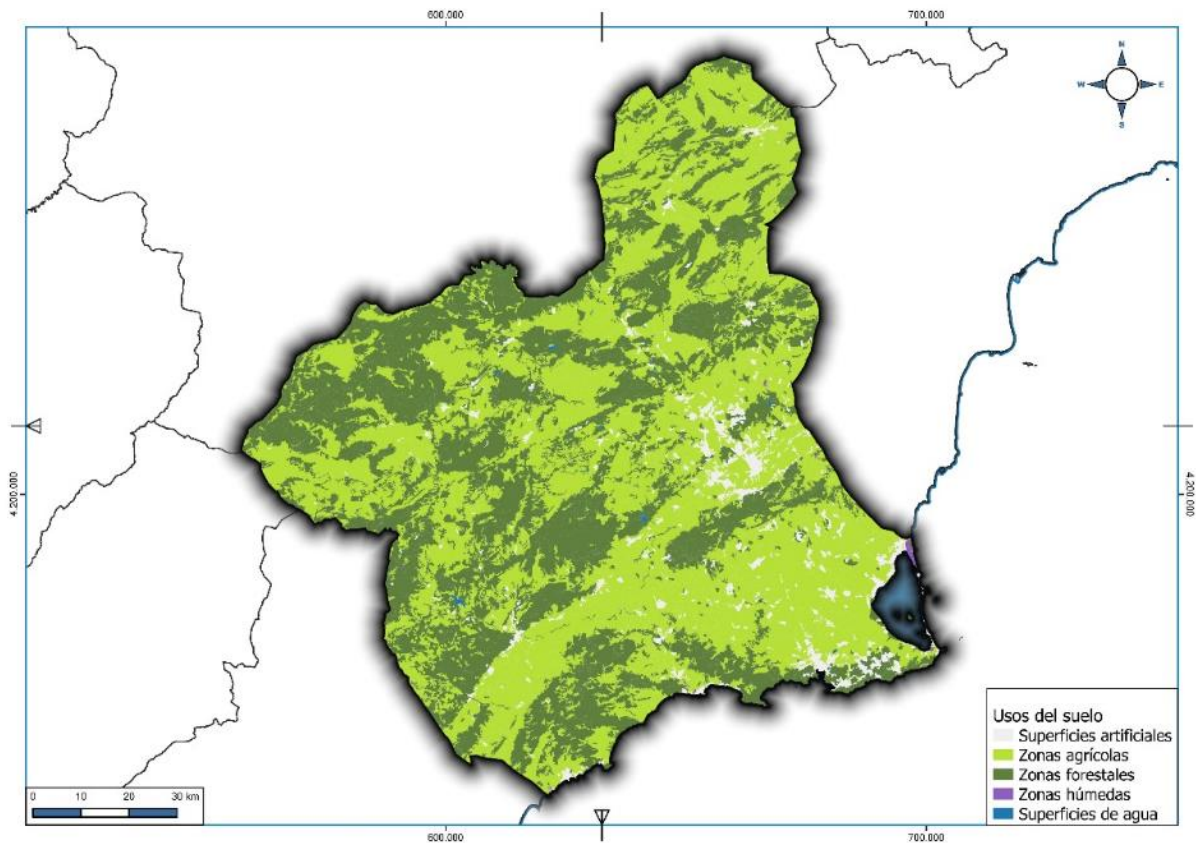 600.000
700.000
N
W
E
S
4.200.000
4.200.000
Usos del suelo
Superficies artificiales
Zonas agrícolas
Zonas forestales
Zonas húmedas
Superficies de agua
0 10 20 30 km
600.000
700.000